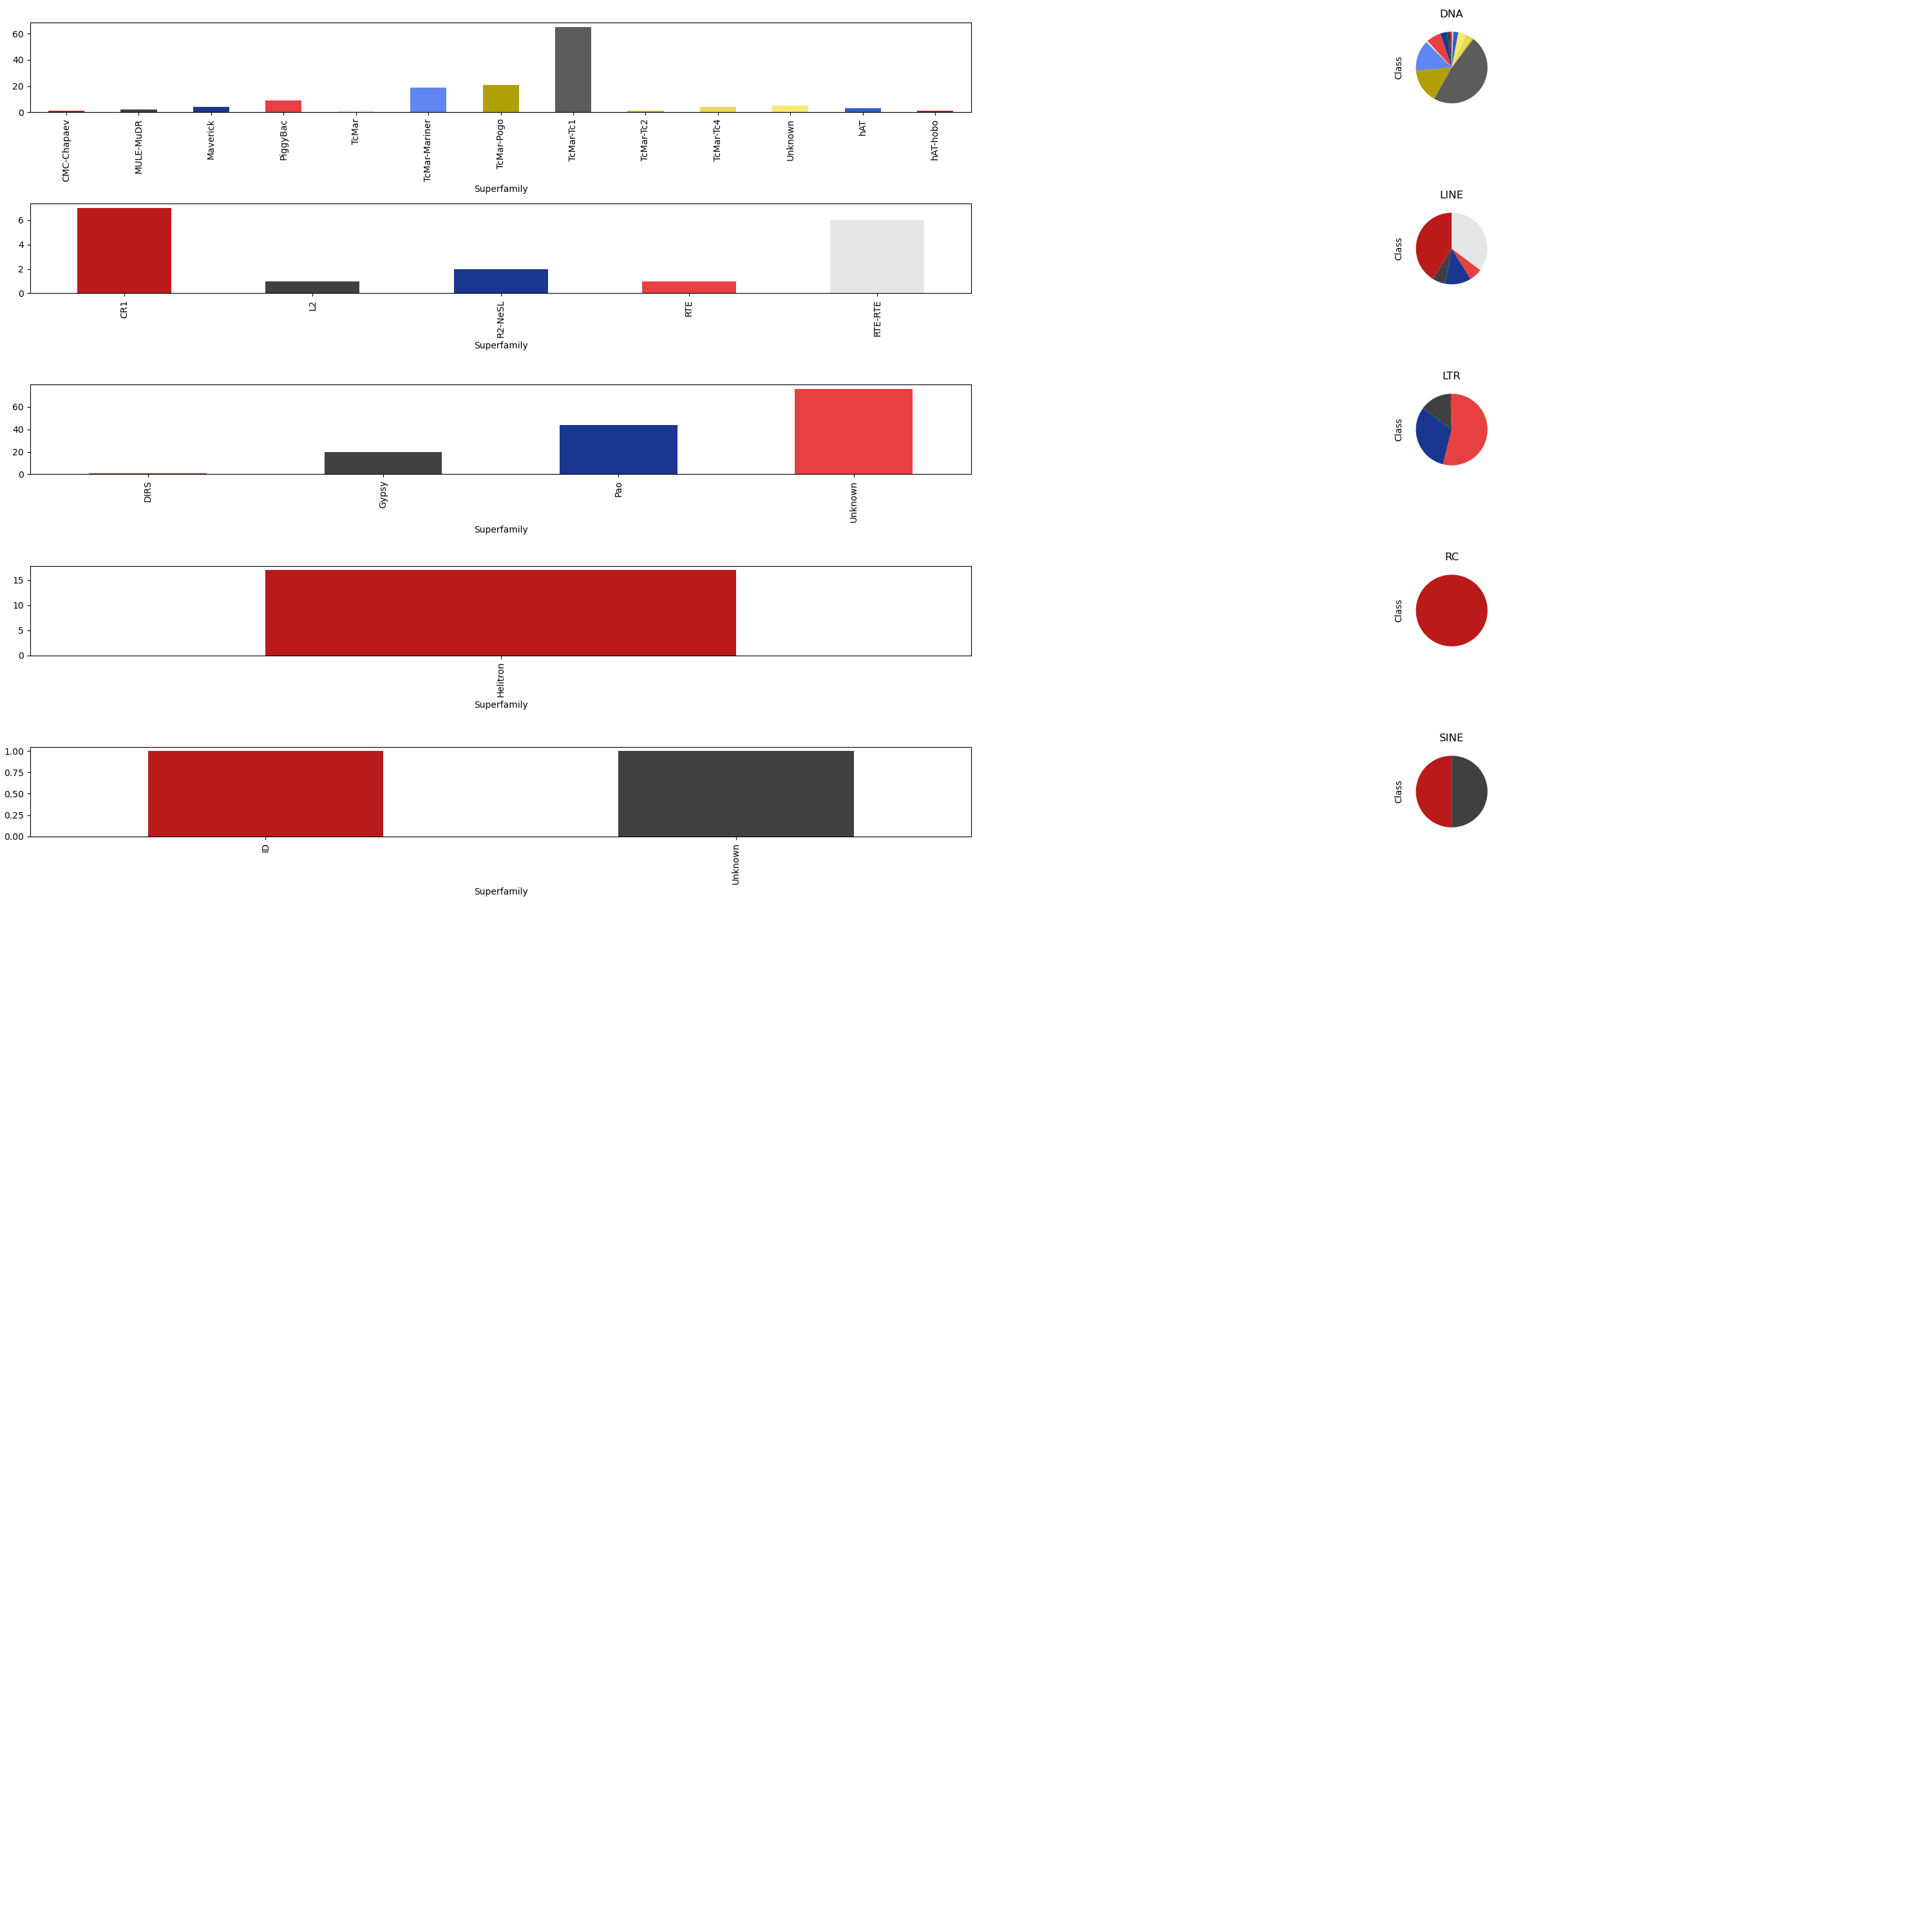 DNA
60
40
20
0
Class
CMC-Chapaev
MULE-MuDR
Maverick
PiggyBac
TcMar
TcMar-Mariner
TcMar-Pogo
TcMar-Tc1
TcMar-Tc2
TcMar-Tc4
Unknown
hAT
hAT-hobo
Superfamily
LINE
6
4
2
0
Class
CR1
L2
R2-NeSL
RTE
RTE-RTE
Superfamily
LTR
60
40
20
0
Class
DIRS
Gypsy
Pao
Unknown
Superfamily
RC
15
10
5
0
Class
Helitron
Superfamily
SINE
1.00
0.75
0.50
0.25
0.00
Class
ID
Unknown
Superfamily